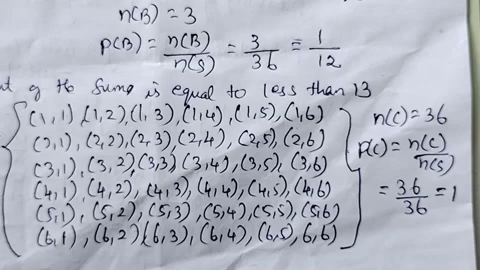 n(B) = 3
P(B) = n(B)/n(S) = 3/36 = 1/12
nt of the sum is equal to less than 13
{(1,1) (1,2), (1,3), (1,4), (1,5), (1,6)
(2,1), (2,2), (2,3), (2,4), (2,5), (2,6)
(3,1), (3,2) (3,3) (3,4), (3,5), (3,6)
(4,1), (4,2), (4,3), (4,4), (4,5), (4,6)
(5,1), (5,2), (5,3), (5,4), (5,5), (5,6)
(6,1), (6,2) (6,3), (6,4), (6,5), 6,6)}
n(C) = 36
P(C) = n(C)/n(S)
= 36/36 = 1